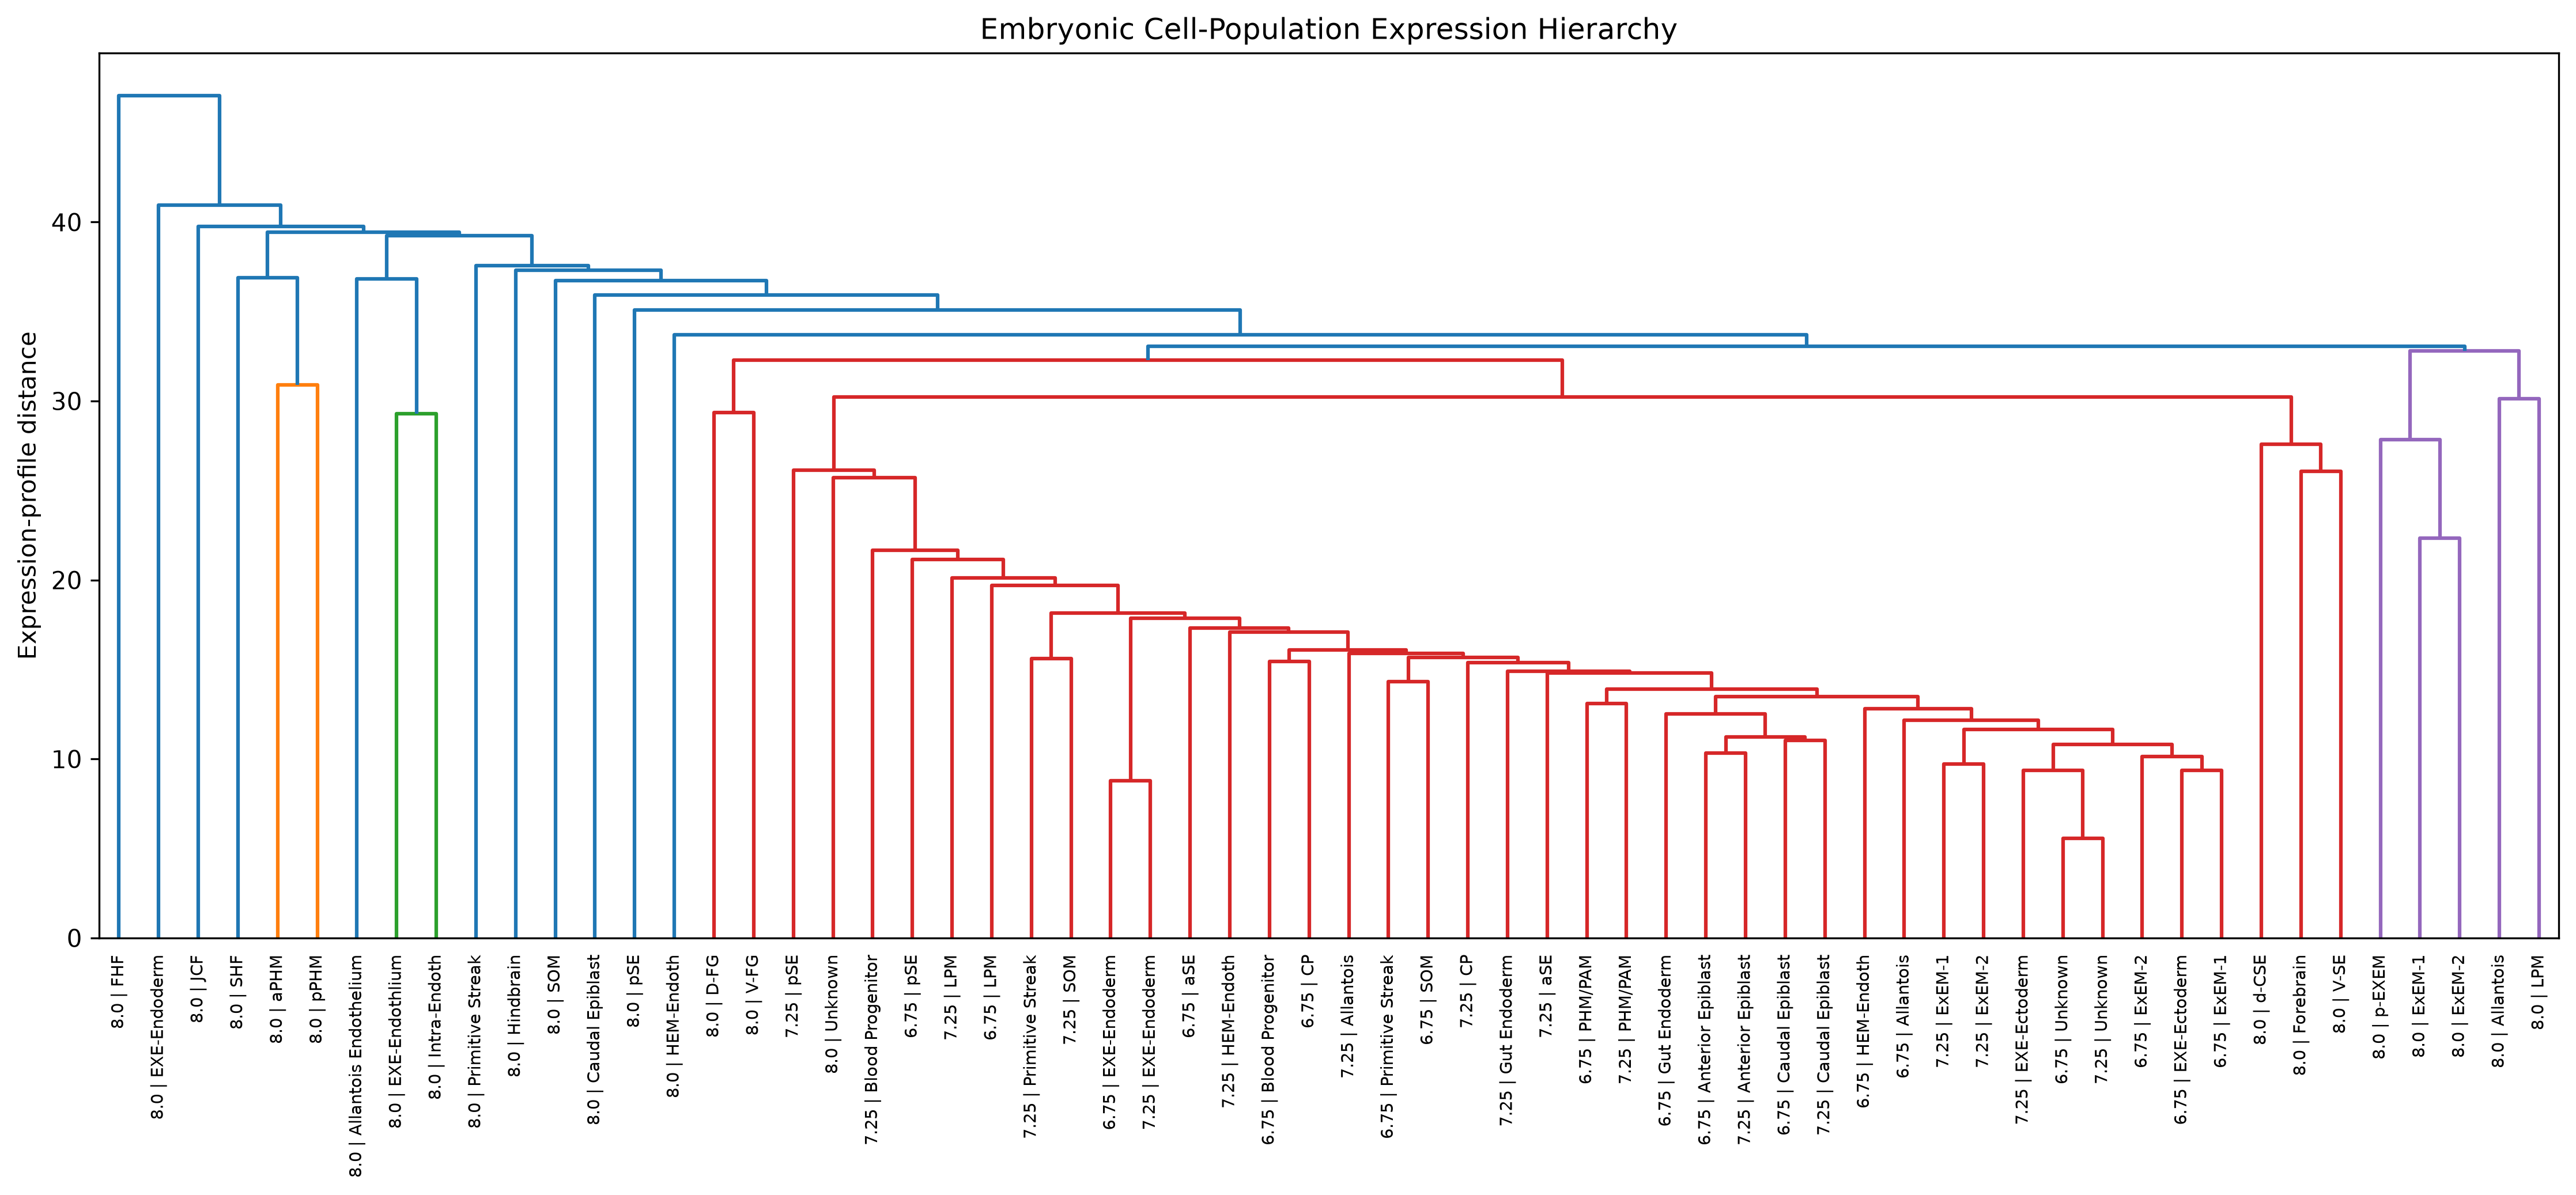 Embryonic Cell-Population Expression Hierarchy
Expression-profile distance
40
30
20
10
0
8.0 | FHF
8.0 | EXE-Endoderm
8.0 | JCF
8.0 | SHF
8.0 | aPHM
8.0 | pPHM
8.0 | Allantois Endothelium
8.0 | EXE-Endothlium
8.0 | Intra-Endoth
8.0 | Primitive Streak
8.0 | Hindbrain
8.0 | SOM
8.0 | Caudal Epiblast
8.0 | pSE
8.0 | HEM-Endoth
8.0 | D-FG
8.0 | V-FG
7.25 | pSE
8.0 | Unknown
7.25 | Blood Progenitor
6.75 | pSE
7.25 | LPM
6.75 | LPM
7.25 | Primitive Streak
7.25 | SOM
6.75 | EXE-Endoderm
7.25 | EXE-Endoderm
6.75 | aSE
7.25 | HEM-Endoth
6.75 | Blood Progenitor
6.75 | CP
7.25 | Allantois
6.75 | Primitive Streak
6.75 | SOM
7.25 | CP
7.25 | Gut Endoderm
7.25 | aSE
6.75 | PHM/PAM
7.25 | PHM/PAM
6.75 | Gut Endoderm
6.75 | Anterior Epiblast
7.25 | Anterior Epiblast
6.75 | Caudal Epiblast
7.25 | Caudal Epiblast
6.75 | HEM-Endoth
6.75 | Allantois
7.25 | ExEM-1
7.25 | ExEM-2
7.25 | EXE-Ectoderm
6.75 | Unknown
7.25 | Unknown
6.75 | ExEM-2
6.75 | EXE-Ectoderm
6.75 | ExEM-1
8.0 | d-CSE
8.0 | Forebrain
8.0 | V-SE
8.0 | p-EXEM
8.0 | ExEM-1
8.0 | ExEM-2
8.0 | Allantois
8.0 | LPM